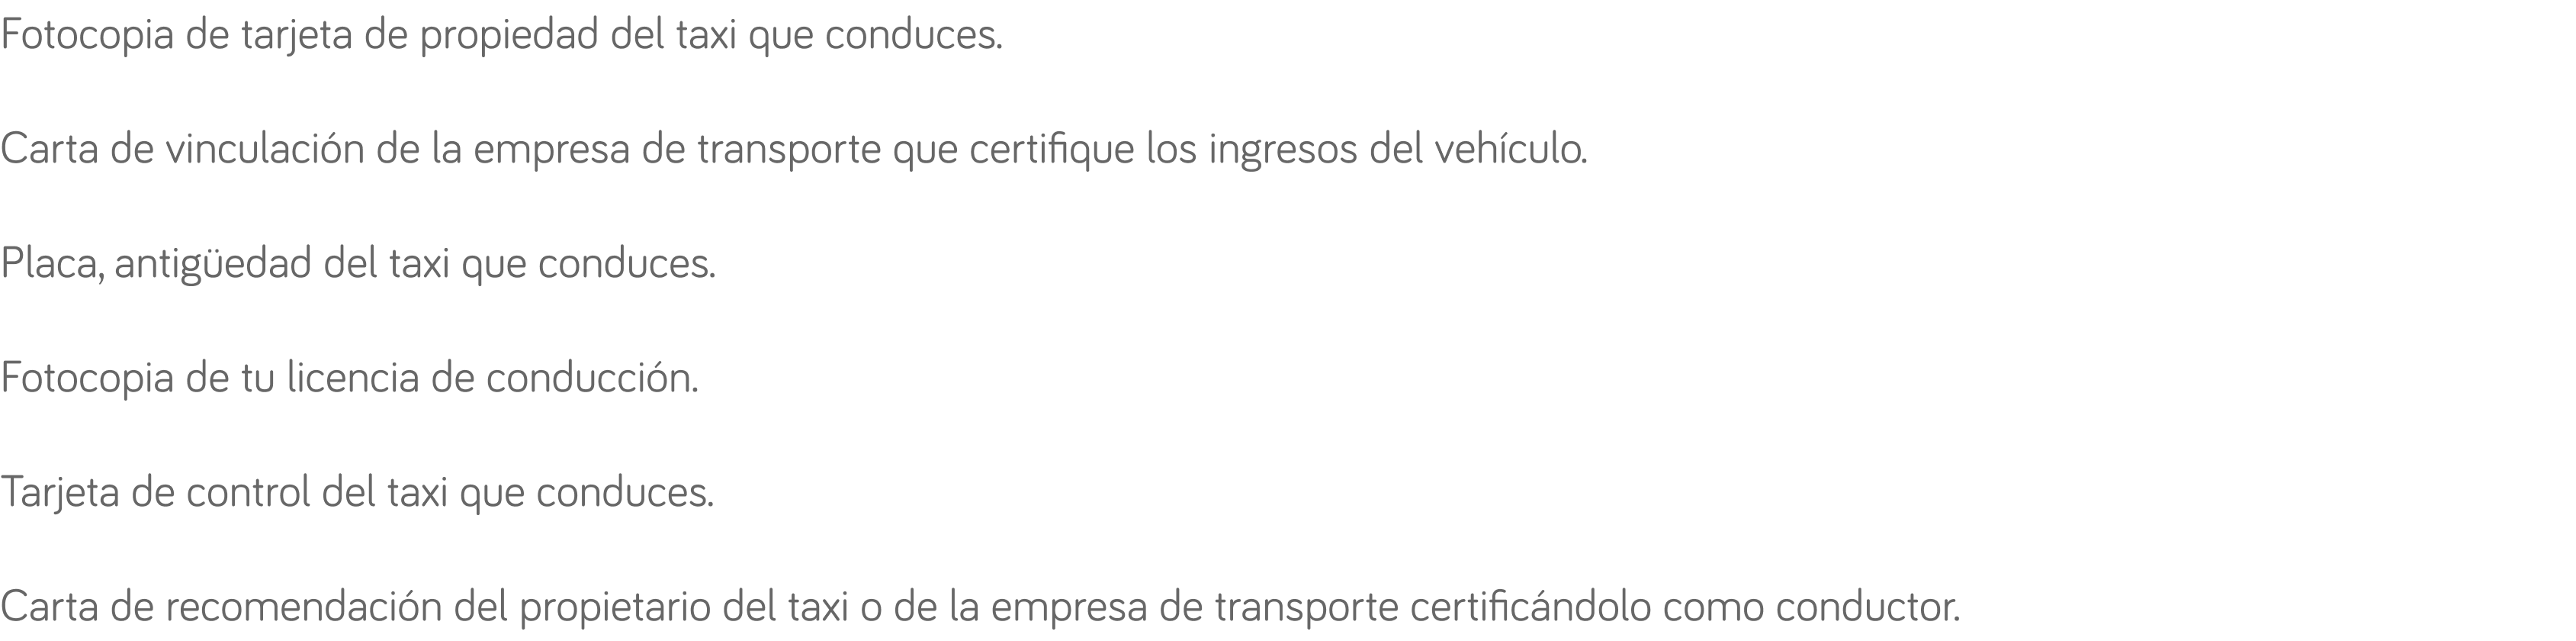 Fotocopia de tarjeta de propiedad del taxi que conduces.
Carta de vinculación de la empresa de transporte que certifique los ingresos del vehículo.
Placa, antigüedad del taxi que conduces.
Fotocopia de tu licencia de conducción.
Tarjeta de control del taxi que conduces.
Carta de recomendación del propietario del taxi o de la empresa de transporte certificándolo como conductor.